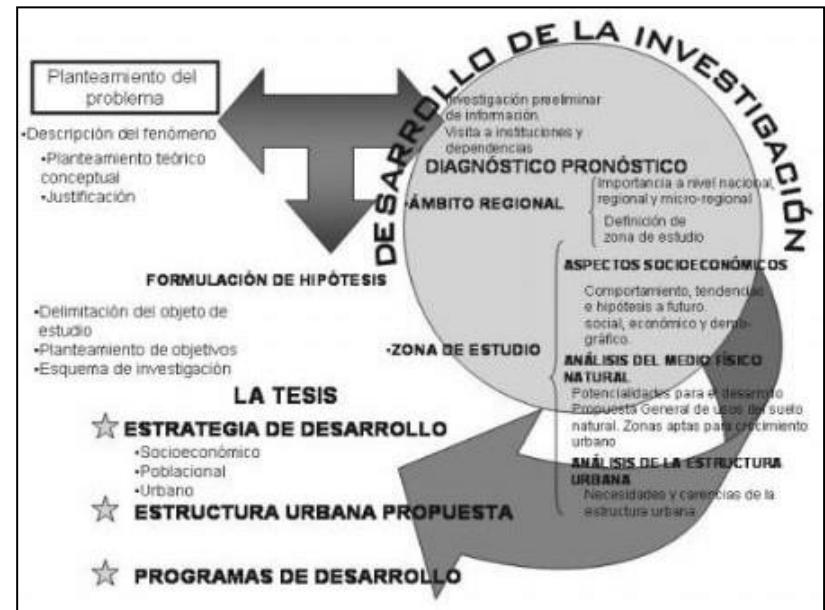 DESARROLLO DE LA INVESTIGACIÓN
Planteamiento del
problema
•Descripción del fenómeno
•Planteamiento teórico
conceptual
•Justificación
Investigación preeliminar
de información
Visita a instituciones y
dependencias
DIAGNÓSTICO PRONÓSTICO
•ÁMBITO REGIONAL
Importancia a nivel nacional,
regional y micro-regional
Definición de
zona de estudio
FORMULACIÓN DE HIPÓTESIS
•Delimitación del objeto de
estudio
•Planteamiento de objetivos
•Esquema de investigación
•ZONA DE ESTUDIO
ASPECTOS SOCIOECONÓMICOS
Comportamiento, tendencias
e hipótesis a futuro.
social, económico y demo-
gráfico.
ANÁLISIS DEL MEDIO FÍSICO
NATURAL
Potencialidades para el desarrollo
Propuesta General de usos del suelo
natural. Zonas aptas para crecimiento
urbano
ANÁLISIS DE LA ESTRUCTURA
URBANA
Necesidades y carencias de la
estructura urbana
LA TESIS
ESTRATEGIA DE DESARROLLO
•Socioeconómico
•Poblacional
•Urbano
ESTRUCTURA URBANA PROPUESTA
PROGRAMAS DE DESARROLLO